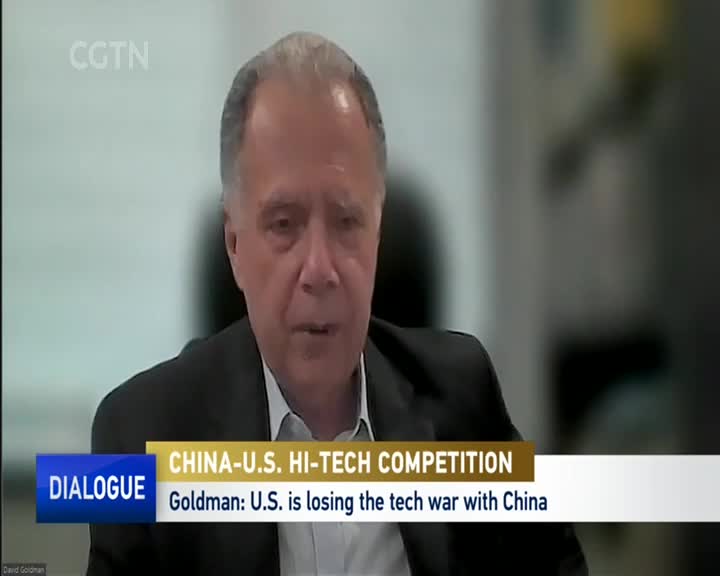 CGTN
CHINA-U.S. HI-TECH COMPETITION
DIALOGUE
Goldman: U.S. is losing the tech war with China
David Goldman